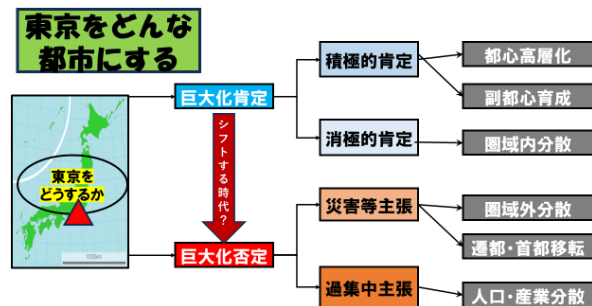 東京をどんな
都市にする
東京を
どうするか
1000km
巨大化肯定
シフトする時代?
巨大化否定
積極的肯定
消極的肯定
災害等主張
過集中主張
都心高層化
副都心育成
圏域内分散
圏域外分散
遷都・首都移転
人口・産業分散